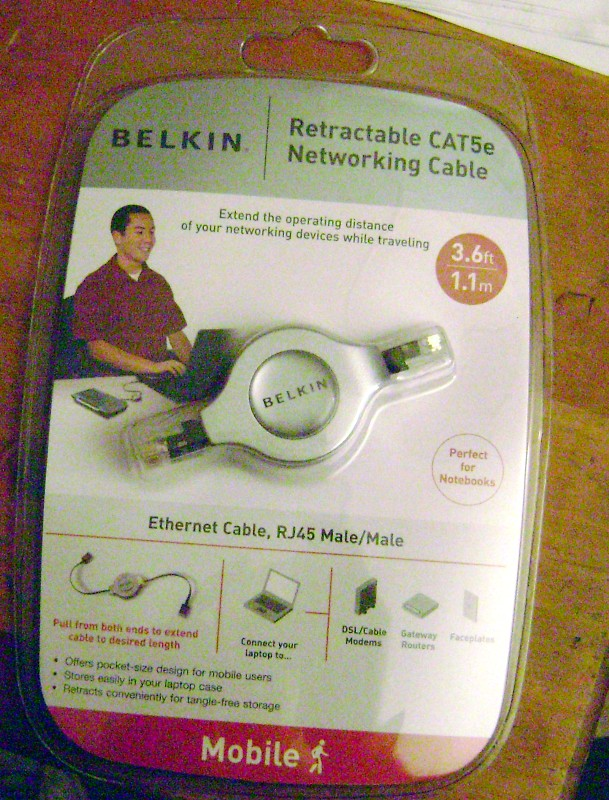 BELKIN
Retractable CAT5e
Networking Cable
Extend the operating distance
of your networking devices while traveling
3.6ft
1.1m
BELKIN
Perfect
for
Notebooks
Ethernet Cable, RJ45 Male/Male
Pull from both ends to extend
cable to desired length
Connect your
laptop to...
DSL/Cable
Modems
Gateway
Routers
Faceplates
• Offers pocket-size design for mobile users
• Stores easily in your laptop case
• Retracts conveniently for tangle-free storage
Mobile